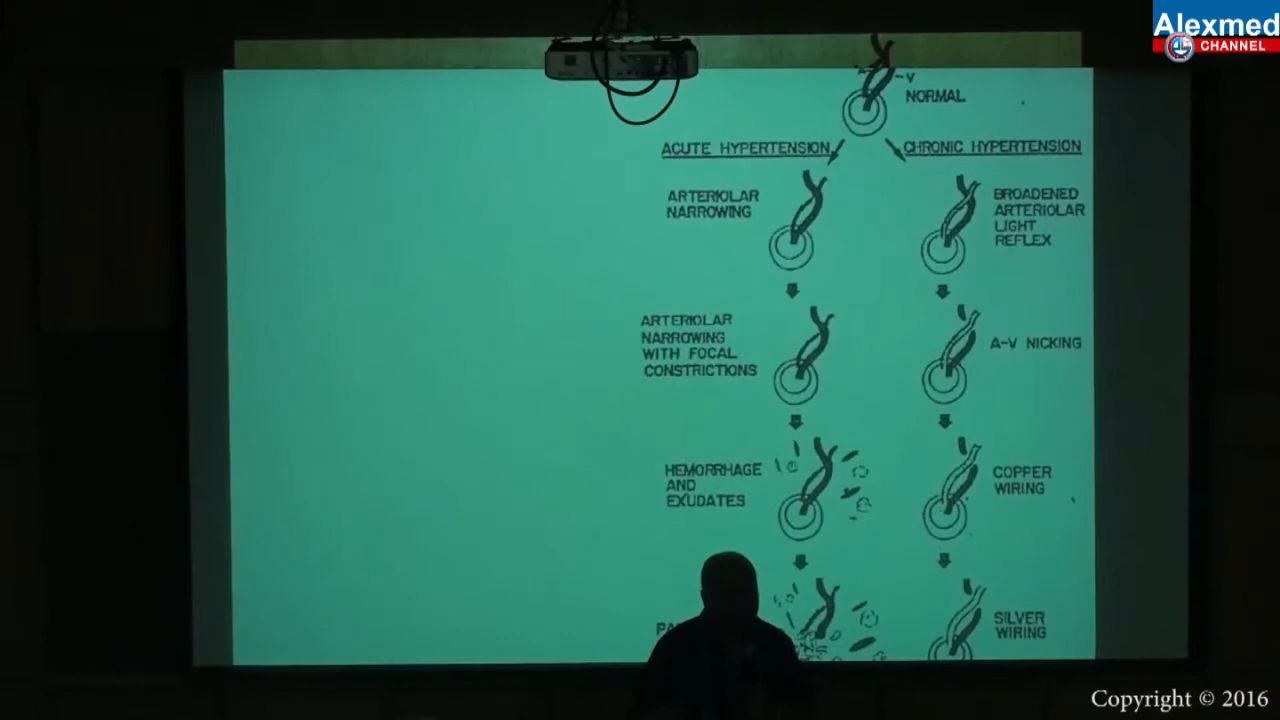 Alexmed
CHANNEL
-V
NORMAL
ACUTE HYPERTENSION
CHRONIC HYPERTENSION
ARTERIOLAR
NARROWING
BROADENED
ARTERIOLAR
LIGHT
REFLEX
ARTERIOLAR
NARROWING
WITH FOCAL
CONSTRICTIONS
A-V NICKING
HEMORRHAGE
AND
EXUDATES
COPPER
WIRING
SILVER
WIRING
Copyright © 2016